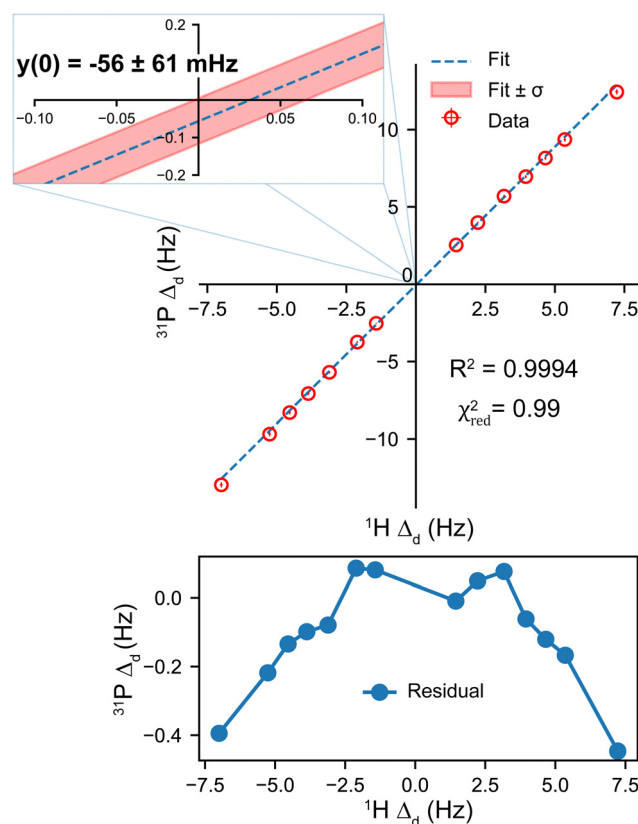 0.2
y(0) = -56 ± 61 mHz
−0.10
−0.05
0.05
0.10
−0.1
−0.2
Fit
Fit ± σ
Data
10
5
0
³¹P Δ_d (Hz)
−7.5 −5.0 −2.5 2.5 5.0 7.5
−5
R² = 0.9994
χ²_red = 0.99
−10
¹H Δ_d (Hz)
0.0
−0.2
−0.4
³¹P Δ_d (Hz)
Residual
−7.5 −5.0 −2.5 0.0 2.5 5.0 7.5
¹H Δ_d (Hz)